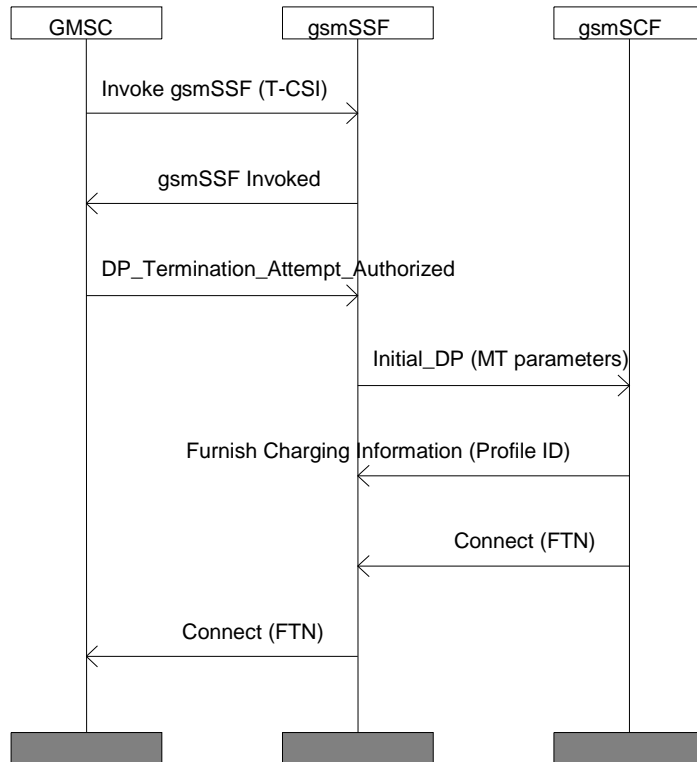 GMSC
gsmSSF
gsmSCF
Invoke gsmSSF (T-CSI)
gsmSSF Invoked
DP_Termination_Attempt_Authorized
Initial_DP (MT parameters)
Furnish Charging Information (Profile ID)
Connect (FTN)
Connect (FTN)